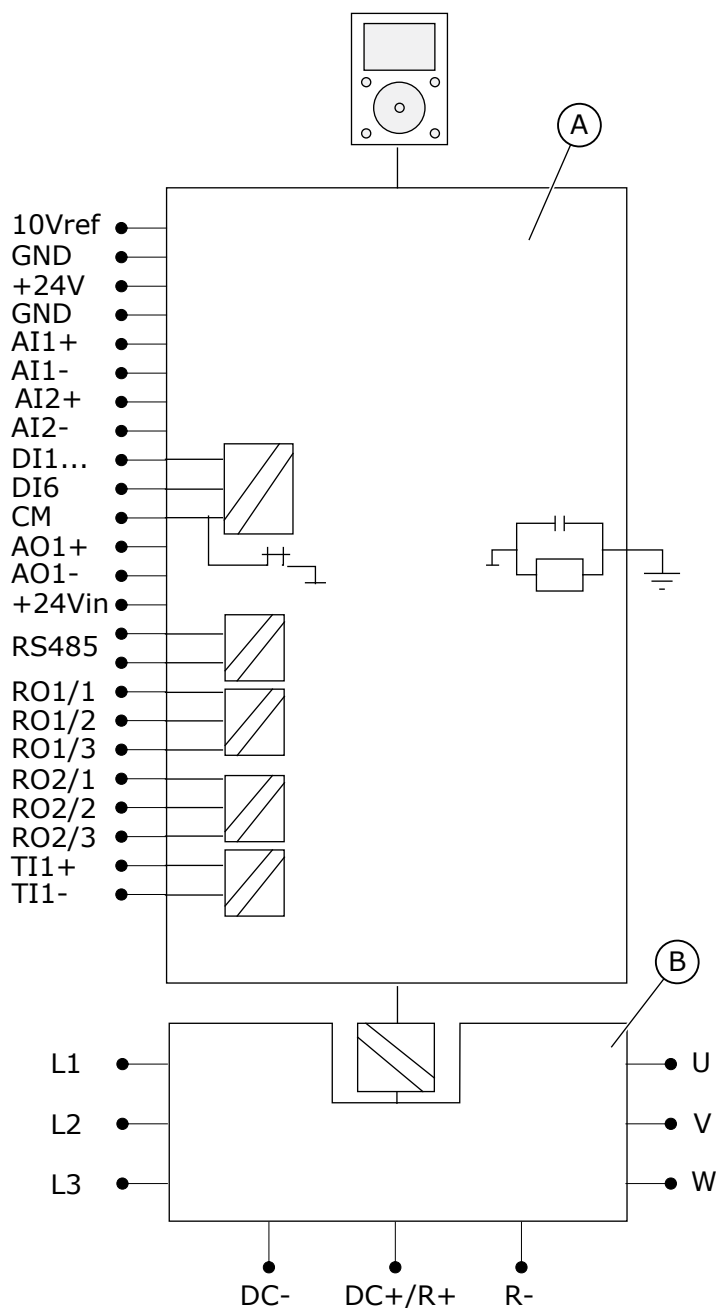 A
10Vref
GND
+24V
GND
AI1+
AI1-
AI2+
AI2-
DI1...
DI6
CM
AO1+
AO1-
+24Vin
RS485
RO1/1
RO1/2
RO1/3
RO2/1
RO2/2
RO2/3
TI1+
TI1-
B
L1 U
L2 V
L3 W
DC- DC+/R+ R-